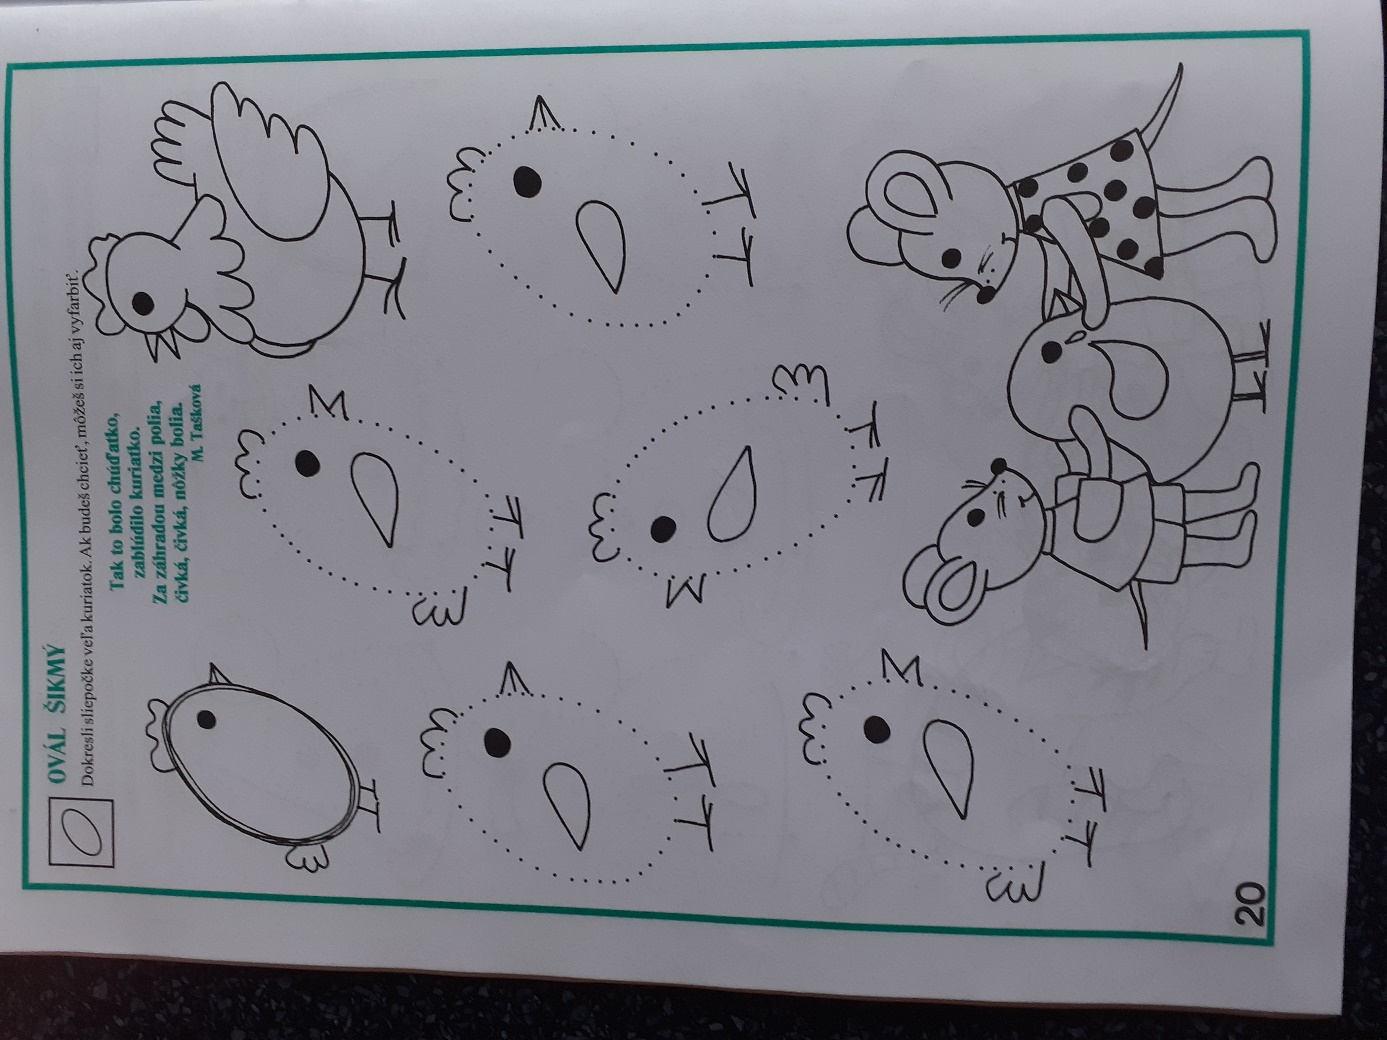 OVÁL ŠIKMÝ
Dokresli sliepočke veľa kuriatok. Ak budeš chcieť, môžeš si ich aj vyfarbiť.
Tak to bolo chúďatko,
zablúdilo kuriatko.
Za záhradou medzi polia,
čivká, čivká, nôžky bolia.
M. Tašková
20